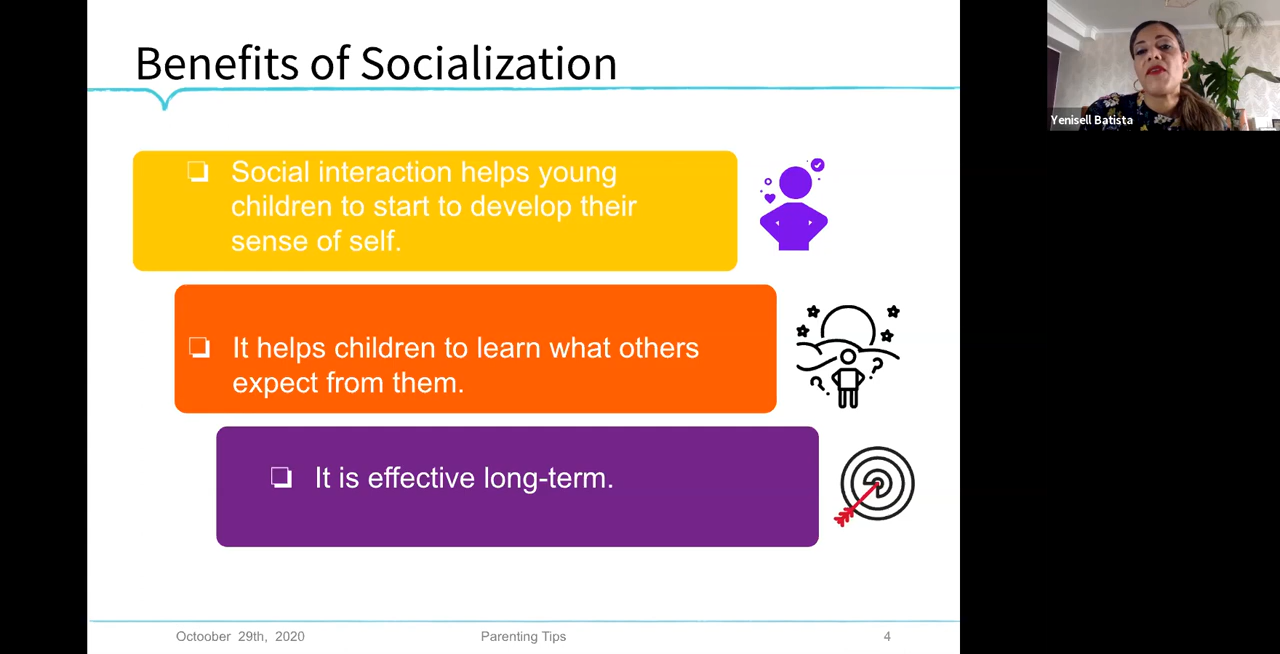 Benefits of Socialization
Yenisell Batista
Social interaction helps young
children to start to develop their
sense of self.
It helps children to learn what others
expect from them.
It is effective long-term.
Octoober 29th, 2020
Parenting Tips
4